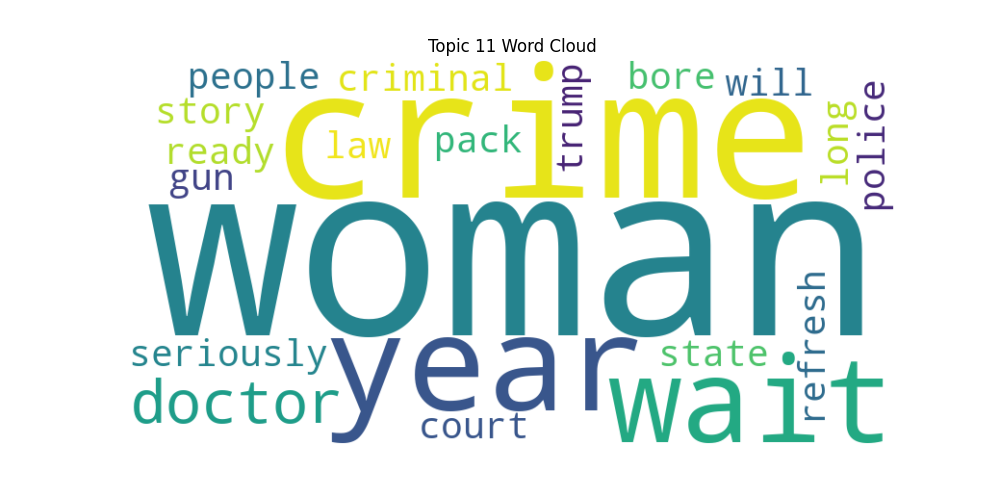 Topic 11 Word Cloud
people criminal trump bore will
story crime long police
ready law pack
gun
woman
seriously year state refresh
doctor wait
court